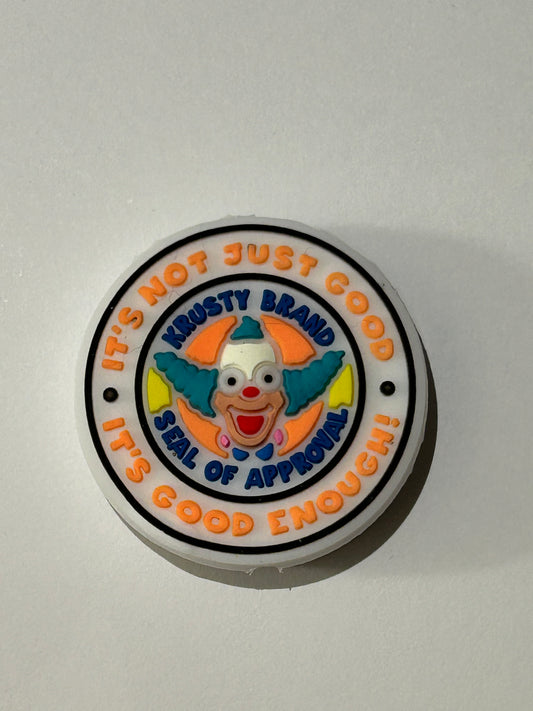 IT'S NOT JUST GOOD
IT'S GOOD ENOUGH!
KRUSTY BRAND
SEAL OF APPROVAL